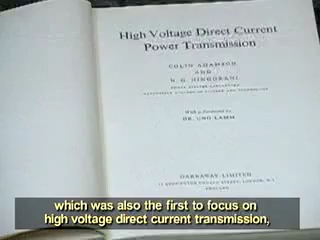 High Voltage Direct Current
Power Transmission
COLIN ADAMSON
AND
N. G. HINGORANI
With a Foreword by
DR. UNO LAMM
GARRAWAY LIMITED
ENGLAND
which was also the first to focus on
high voltage direct current transmission,